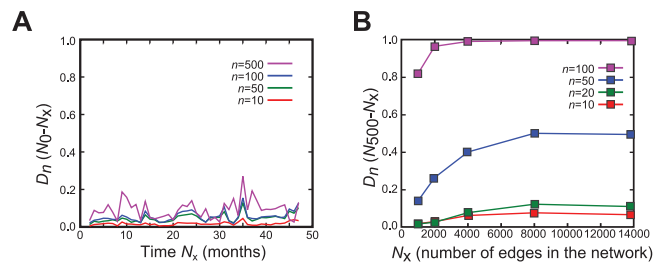 A
1.0
0.8
0.6
0.4
0.2
0.0
Dn (N0-Nx)
n=500
n=100
n=50
n=10
0 10 20 30 40 50
Time Nx (months)
B
1.0
0.8
0.6
0.4
0.2
0.0
Dn (N500-Nx)
n=100
n=50
n=20
n=10
0 2000 4000 6000 8000 10000 12000 14000
Nx (number of edges in the network)